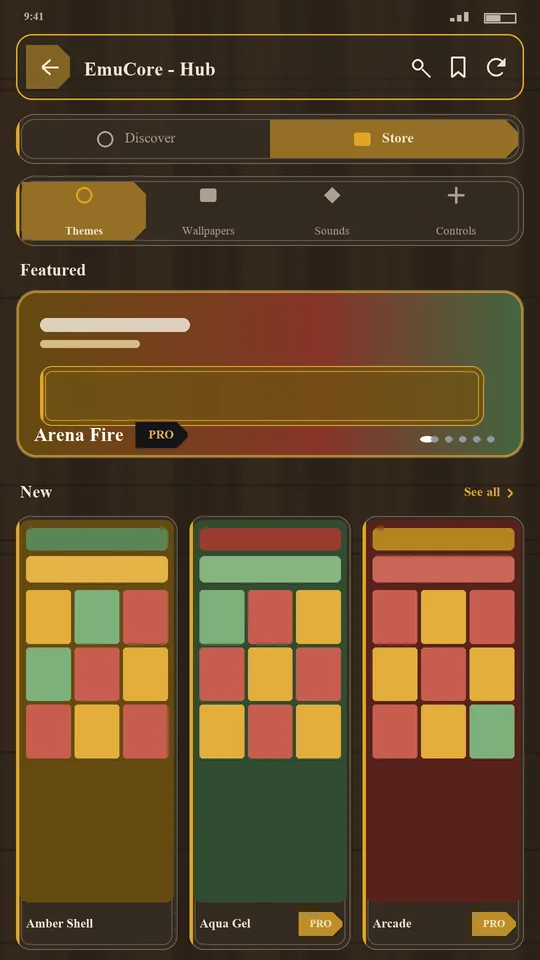 9:41
EmuCore - Hub
Discover
Store
Themes
Wallpapers
Sounds
Controls
Featured
Arena Fire
PRO
New
See all
Amber Shell
Aqua Gel
PRO
Arcade
PRO